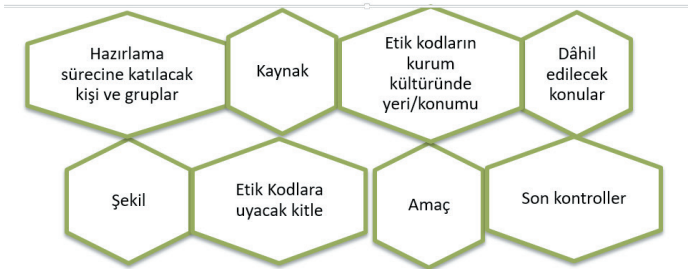 Hazırlama
sürecine katılacak
kişi ve gruplar
Kaynak
Etik kodların
kurum
kültüründe
yeri/konumu
Dâhil
edilecek
konular
Şekil
Etik Kodlara
uyacak kitle
Amaç
Son kontroller